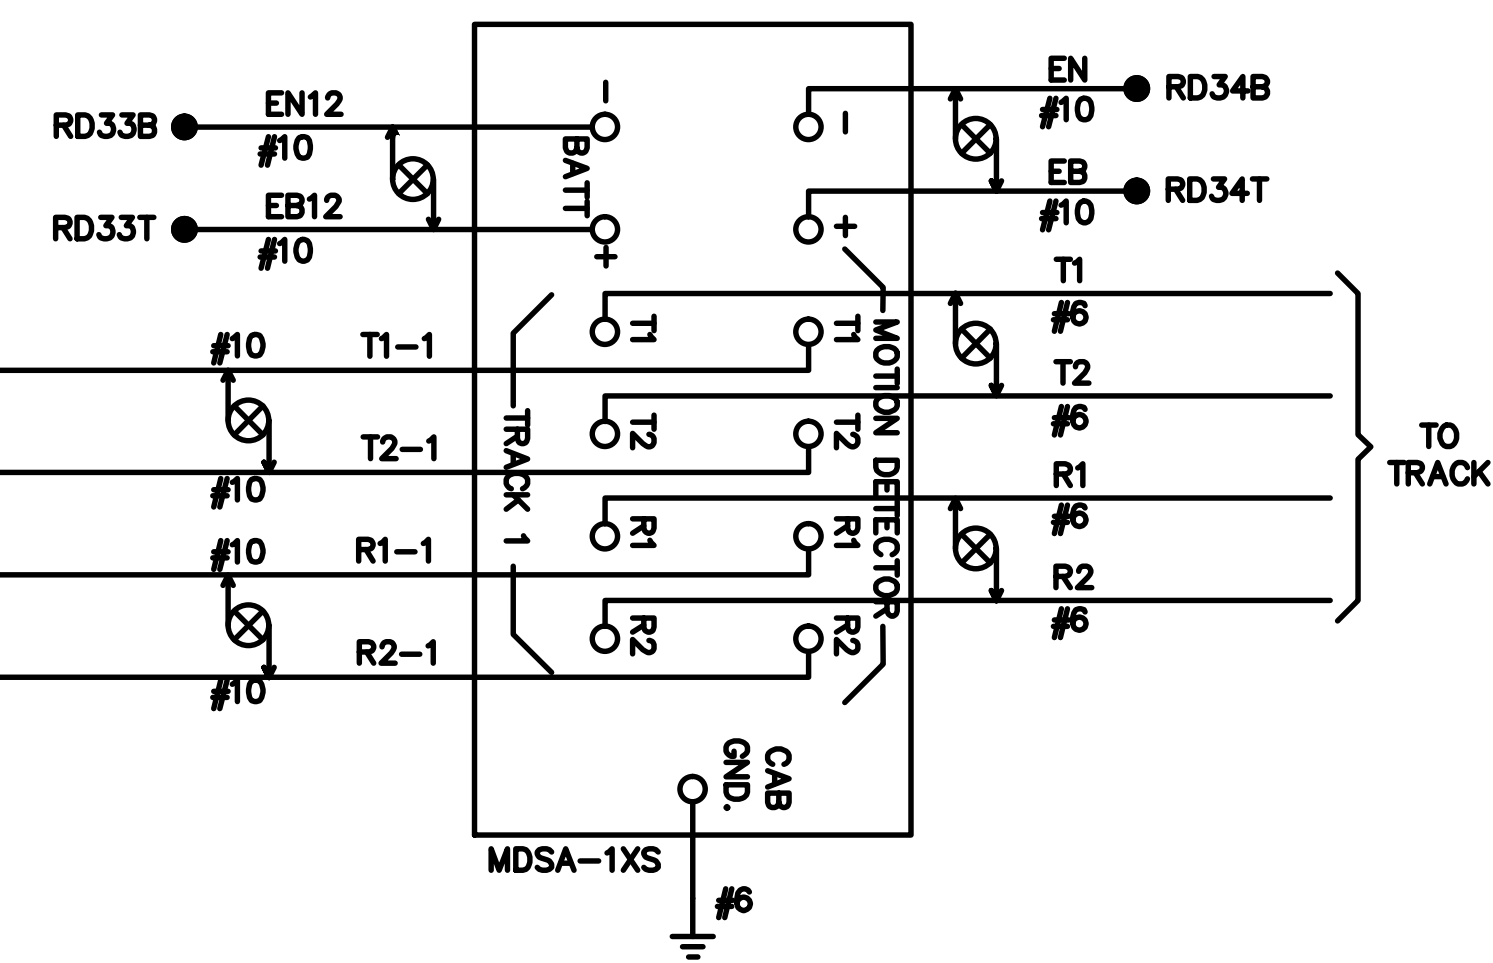 EN
RD34B
#10
EN12
RD33B
#10
−
−
BATT
EB
RD34T
#10
EB12
RD33T
#10
+
+
T1
#6
T1
T1
#10
T1-1
T2
#6
T2
T2
T2-1
#10
MOTION DETECTOR
TRACK 1
TO
TRACK
R1
#6
R1
R1
#10
R1-1
R2
#6
R2
R2
R2-1
#10
CAB
GND.
MDSA-1XS
#6